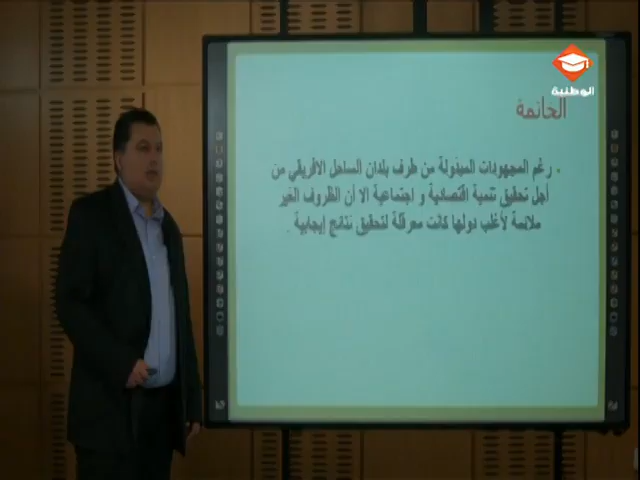 الوطنية
الخاتمة
. رغم المجهودات المبذولة من طرف بلدان الساحل الافريقي من
أجل تحقيق تنمية اقتصادية و اجتماعية الا أن الظروف الغير
ملائمة لأغلب دولها كانت معرقلة لتحقيق نتائج إيجابية .